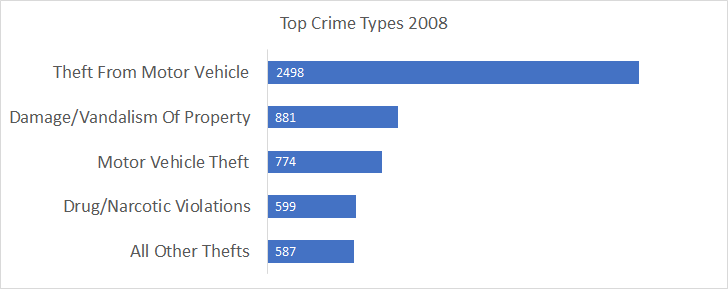 Top Crime Types 2008
Theft From Motor Vehicle 2498
Damage/Vandalism Of Property 881
Motor Vehicle Theft 774
Drug/Narcotic Violations 599
All Other Thefts 587